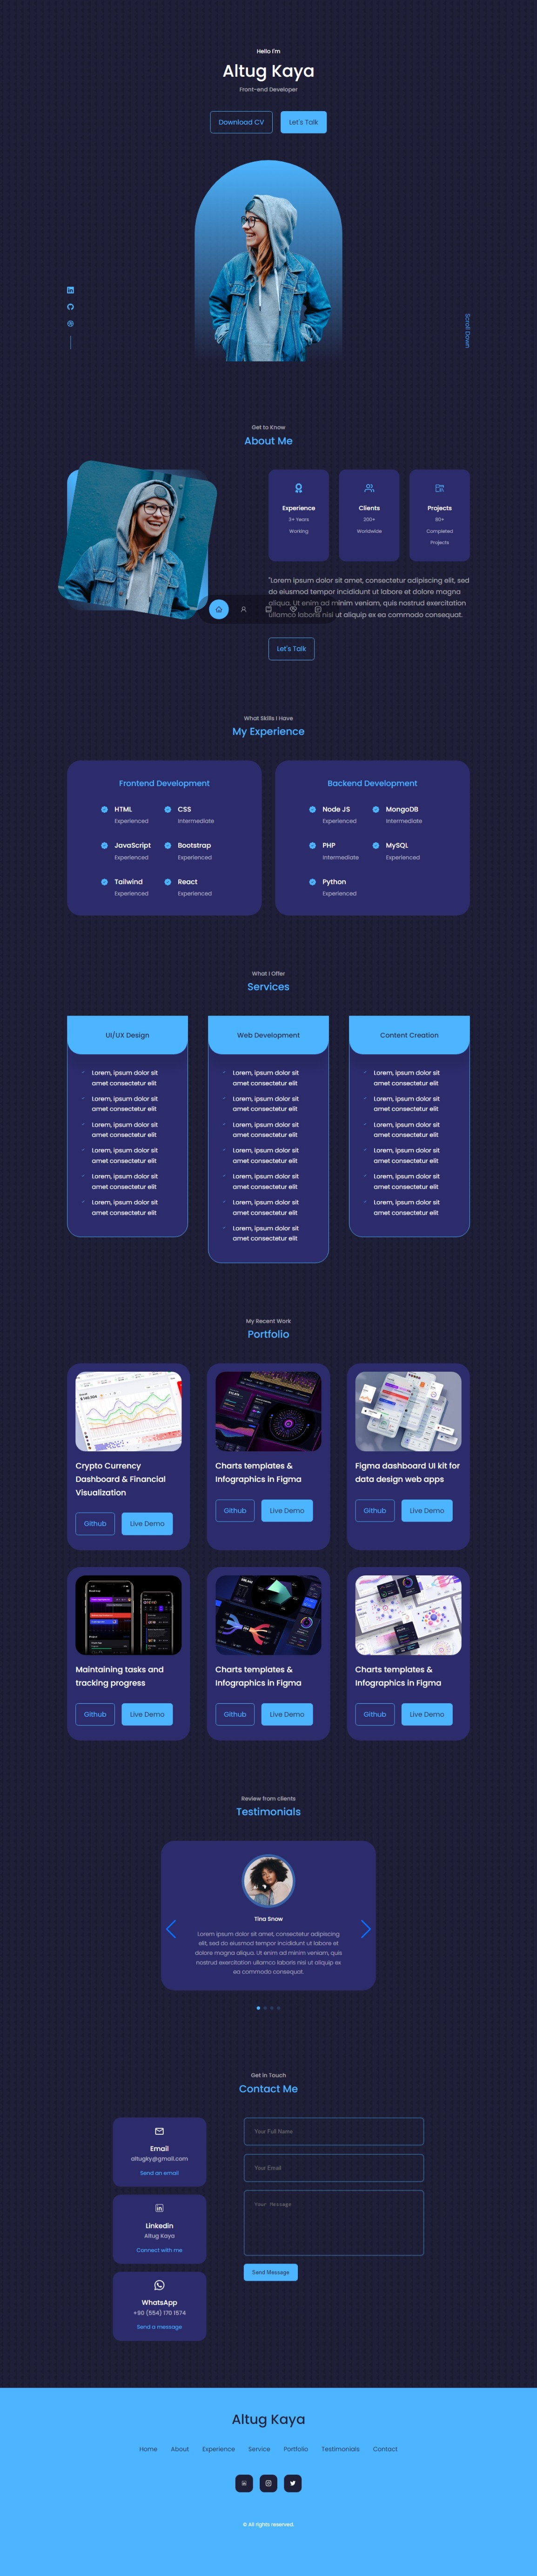 Hello I'm
Altug Kaya
Front-end Developer
Download CV
Let's Talk
Scroll Down
Get to Know
About Me
Experience
3+ Years
Working
Clients
200+
Worldwide
Projects
80+
Completed
Projects
"Lorem ipsum dolor sit amet, consectetur adipiscing elit, sed
do eiusmod tempor incididunt ut labore et dolore magna
aliqua. Ut enim ad minim veniam, quis nostrud exercitation
ullamco laboris nisi ut aliquip ex ea commodo consequat.
Let's Talk
What Skills I Have
My Experience
Frontend Development
HTML
Experienced
CSS
Intermediate
JavaScript
Experienced
Bootstrap
Experienced
Tailwind
Experienced
React
Experienced
Backend Development
Node JS
Experienced
MongoDB
Intermediate
PHP
Intermediate
MySQL
Experienced
Python
Experienced
What I Offer
Services
UI/UX Design
Lorem, ipsum dolor sit
amet consectetur elit
Lorem, ipsum dolor sit
amet consectetur elit
Lorem, ipsum dolor sit
amet consectetur elit
Lorem, ipsum dolor sit
amet consectetur elit
Lorem, ipsum dolor sit
amet consectetur elit
Lorem, ipsum dolor sit
amet consectetur elit
Web Development
Lorem, ipsum dolor sit
amet consectetur elit
Lorem, ipsum dolor sit
amet consectetur elit
Lorem, ipsum dolor sit
amet consectetur elit
Lorem, ipsum dolor sit
amet consectetur elit
Lorem, ipsum dolor sit
amet consectetur elit
Lorem, ipsum dolor sit
amet consectetur elit
Lorem, ipsum dolor sit
amet consectetur elit
Content Creation
Lorem, ipsum dolor sit
amet consectetur elit
Lorem, ipsum dolor sit
amet consectetur elit
Lorem, ipsum dolor sit
amet consectetur elit
Lorem, ipsum dolor sit
amet consectetur elit
Lorem, ipsum dolor sit
amet consectetur elit
Lorem, ipsum dolor sit
amet consectetur elit
My Recent Work
Portfolio
Crypto Currency
Dashboard & Financial
Visualization
Github
Live Demo
Charts templates &
Infographics in Figma
Github
Live Demo
Figma dashboard UI kit for
data design web apps
Github
Live Demo
Maintaining tasks and
tracking progress
Github
Live Demo
Charts templates &
Infographics in Figma
Github
Live Demo
Charts templates &
Infographics in Figma
Github
Live Demo
Review from clients
Testimonials
Tina Snow
Lorem ipsum dolor sit amet, consectetur adipiscing
elit, sed do eiusmod tempor incididunt ut labore et
dolore magna aliqua. Ut enim ad minim veniam, quis
nostrud exercitation ullamco laboris nisi ut aliquip ex
ea commodo consequat.
Get in Touch
Contact Me
Email
altugky@gmail.com
Send an email
Linkedin
Altug Kaya
Connect with me
WhatsApp
+90 (554) 170 1574
Send a message
Your Full Name
Your Email
Your Message
Send Message
Altug Kaya
Home
About
Experience
Service
Portfolio
Testimonials
Contact
© All rights reserved.